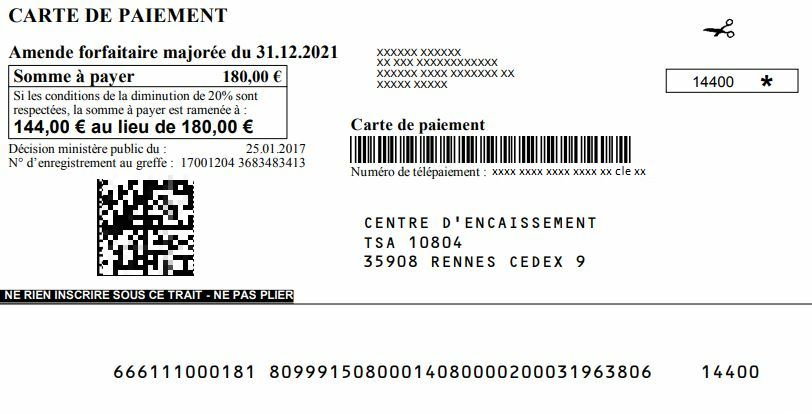 CARTE DE PAIEMENT
Amende forfaitaire majorée du 31.12.2021
Somme à payer 180,00 €
Si les conditions de la diminution de 20% sont
respectées, la somme à payer est ramenée à :
144,00 € au lieu de 180,00 €
Décision ministère public du : 25.01.2017
N° d'enregistrement au greffe : 17001204 3683483413
xxxxxx xxxxxx
xx xxx xxxxxxxxxxxx
xxxxxx xxxx xxxxxxx xx
xxxxx xxxxx
14400 *
Carte de paiement
Numéro de télépaiement : xxxx xxxx xxxx xxxx xx cle xx
CENTRE D'ENCAISSEMENT
TSA 10804
35908 RENNES CEDEX 9
NE RIEN INSCRIRE SOUS CE TRAIT - NE PAS PLIER
666111000181 80999150800014080000200031963806 14400